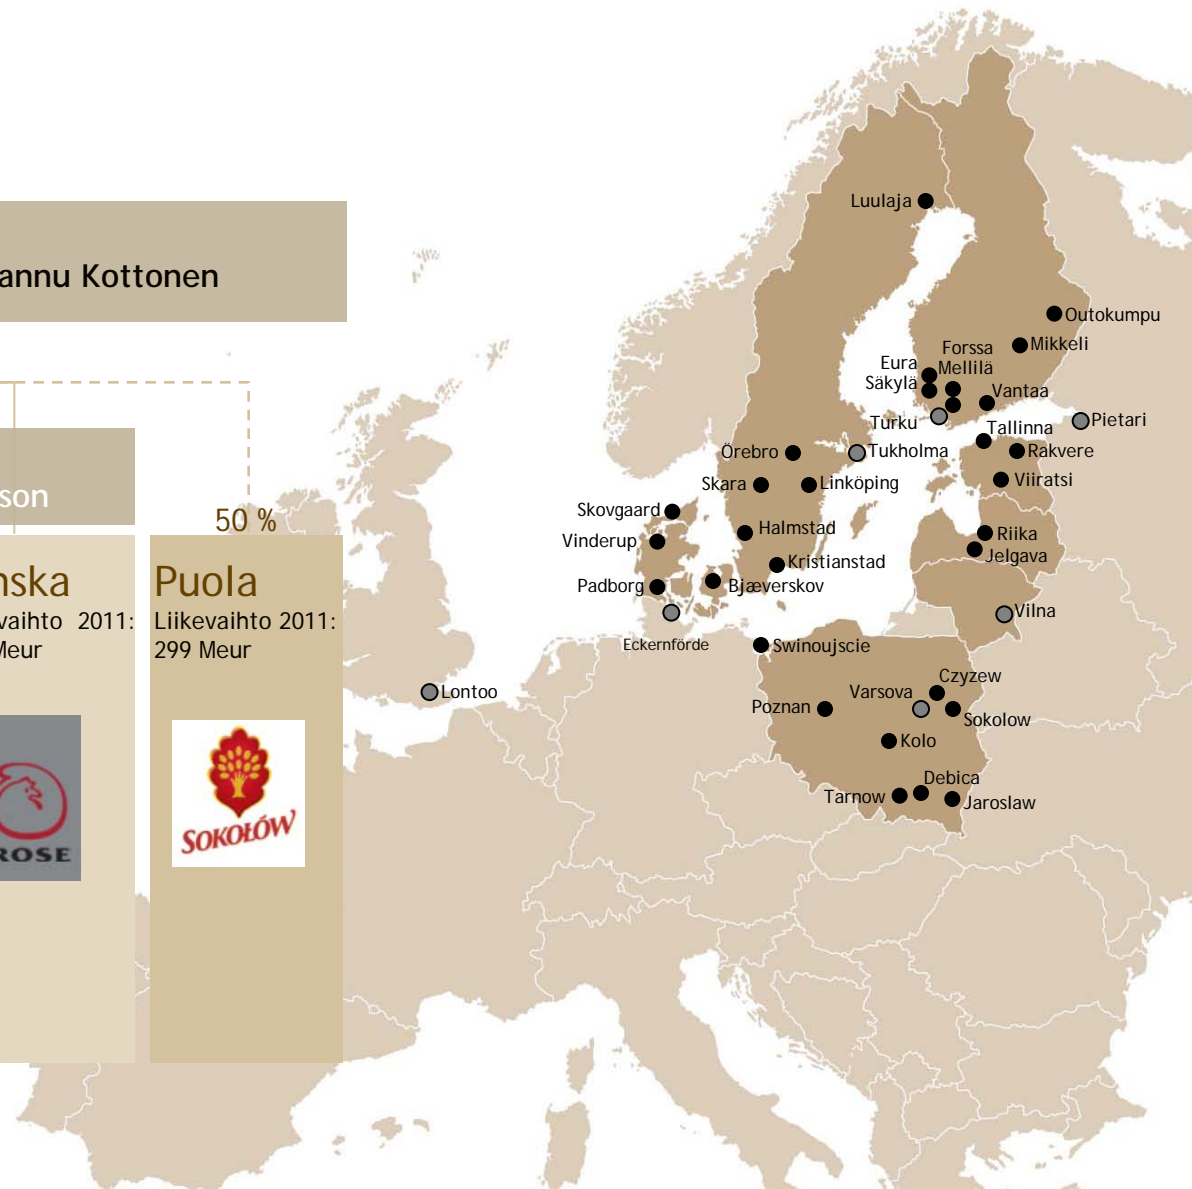 annu Kottonen
son
50 %
nska
vaihto 2011:
Meur
ROSE
Puola
Liikevaihto 2011:
299 Meur
SOKOŁÓW
Luulaja
Outokumpu
Mikkeli
Forssa
Mellilä
Eura
Säkylä
Vantaa
Turku
Tallinna
Pietari
Örebro
Tukholma
Rakvere
Skara
Linköping
Viiratsi
Skovgaard
Halmstad
Vinderup
Riika
Jelgava
Kristianstad
Padborg
Bjæverskov
Vilna
Eckernförde
Swinoujscie
Czyzew
Varsova
Lontoo
Poznan
Sokolow
Kolo
Debica
Tarnow
Jaroslaw